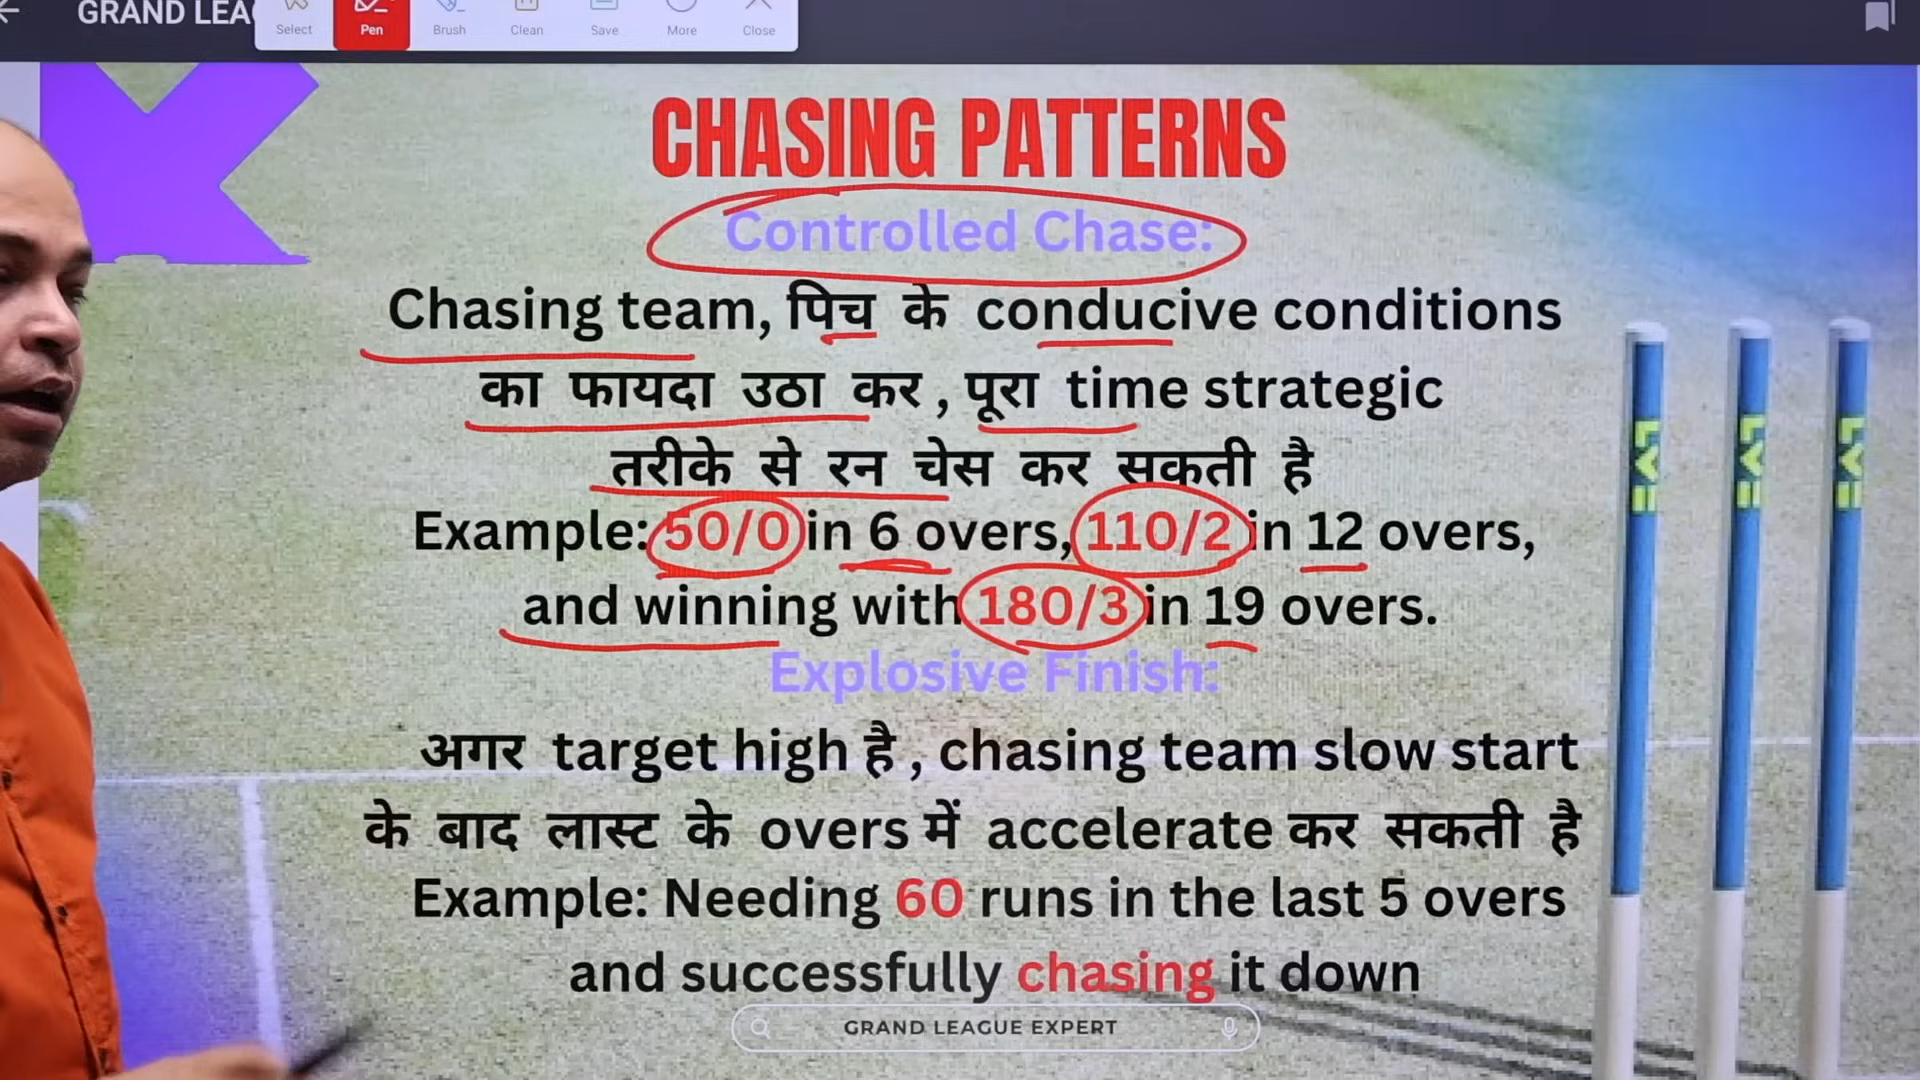 GRAND LEA
Select
Pen
Brush
Clean
Save
More
Close
CHASING PATTERNS
Controlled Chase:
Chasing team, पिच के conducive conditions
का फायदा उठा कर , पूरा time strategic
तरीके से रन चेस कर सकती है
Example: 50/0 in 6 overs, 110/2 in 12 overs,
and winning with 180/3 in 19 overs.
Explosive Finish:
अगर target high है , chasing team slow start
के बाद लास्ट के overs में accelerate कर सकती है
Example: Needing 60 runs in the last 5 overs
and successfully chasing it down
GRAND LEAGUE EXPERT